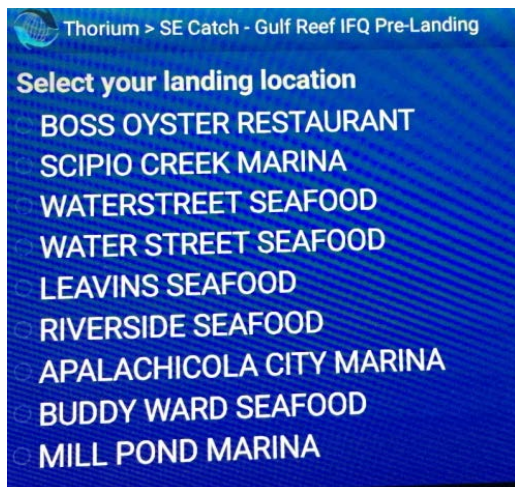 Thorium > SE Catch - Gulf Reef IFQ Pre-Landing
Select your landing location
BOSS OYSTER RESTAURANT
SCIPIO CREEK MARINA
WATERSTREET SEAFOOD
WATER STREET SEAFOOD
LEAVINS SEAFOOD
RIVERSIDE SEAFOOD
APALACHICOLA CITY MARINA
BUDDY WARD SEAFOOD
MILL POND MARINA